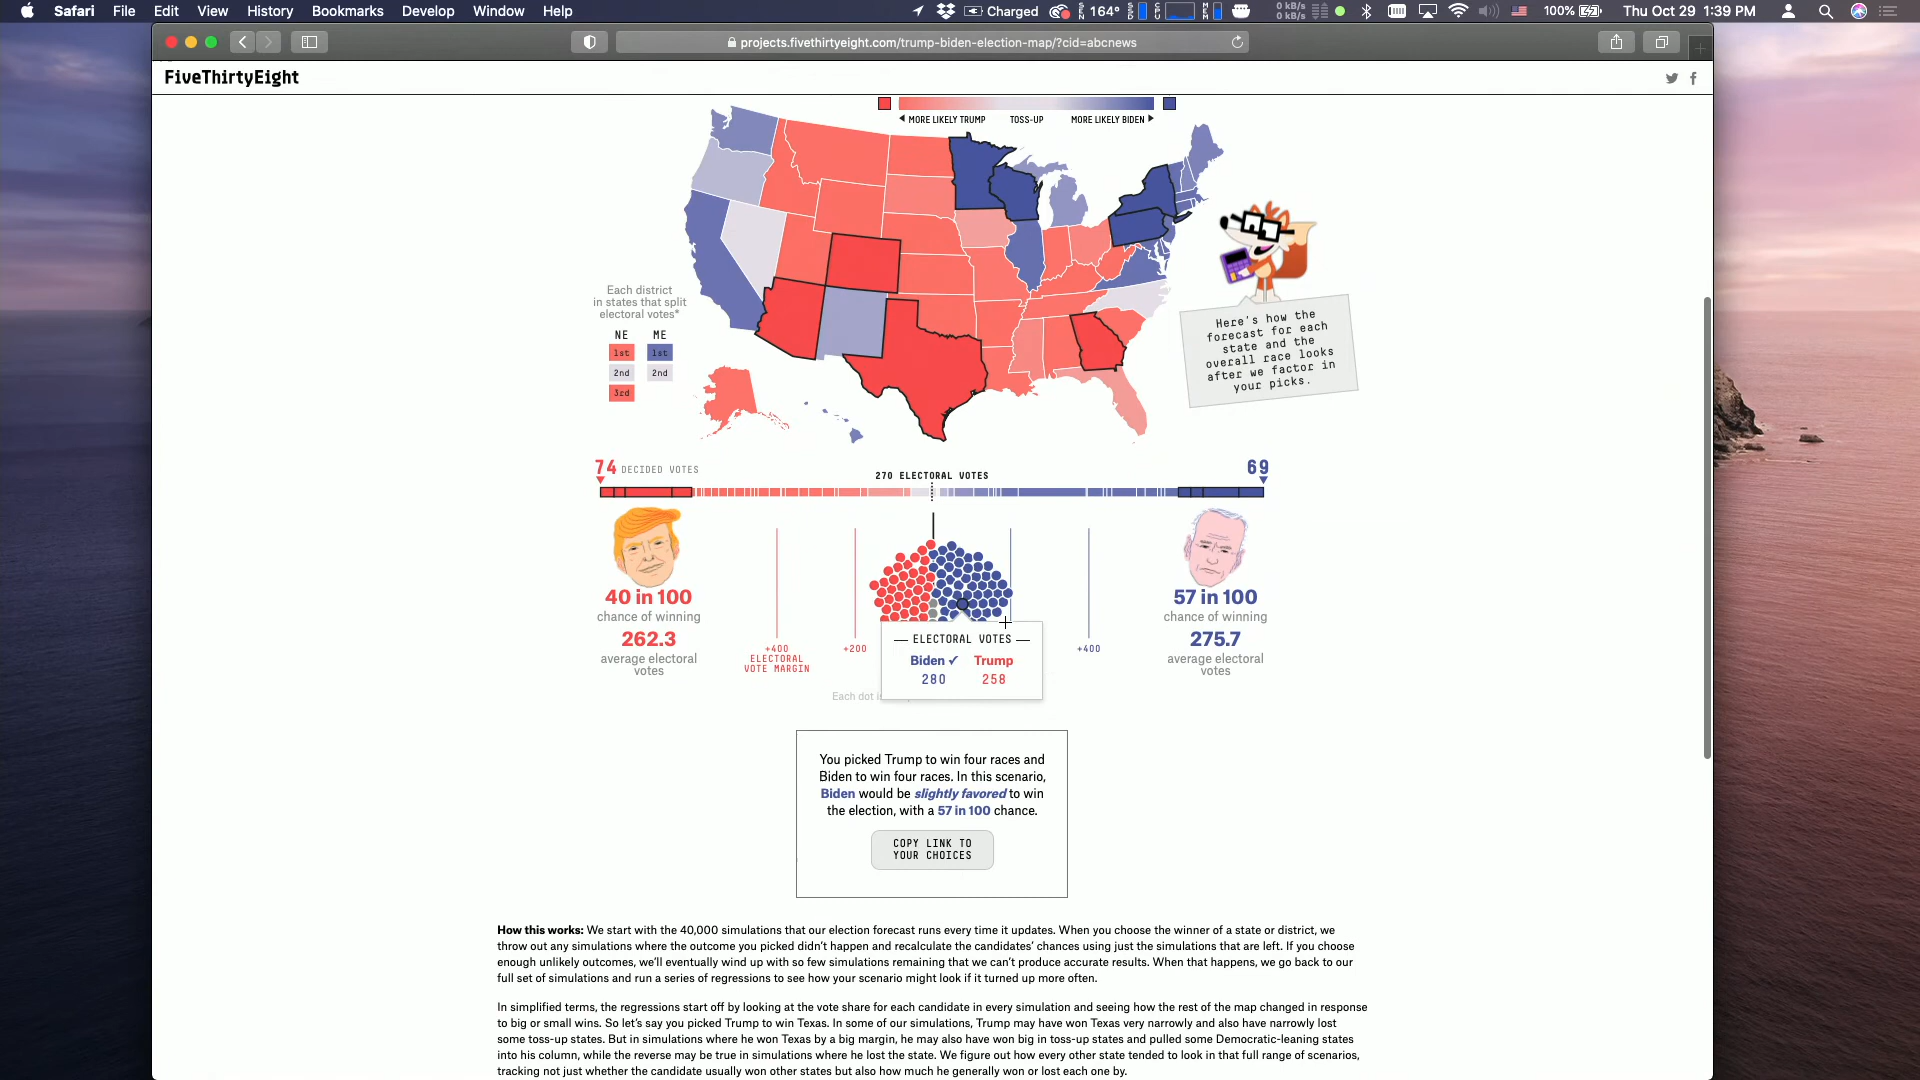 Safari File Edit View History Bookmarks Develop Window Help
Charged 164° 0 kB/s 0 kB/s 100% Thu Oct 29 1:39 PM
projects.fivethirtyeight.com/trump-biden-election-map/?cid=abcnews
FiveThirtyEight
MORE LIKELY TRUMP TOSS-UP MORE LIKELY BIDEN
Each district
in states that split
electoral votes*
NE ME
1st 1st
2nd 2nd
3rd
Here's how the
forecast for each
state and the
overall race looks
after we factor in
your picks.
74 DECIDED VOTES 270 ELECTORAL VOTES 69
40 in 100
chance of winning
262.3
average electoral
votes
+400
ELECTORAL
VOTE MARGIN
+200
ELECTORAL VOTES
Biden ✓ Trump
280 258
+400
57 in 100
chance of winning
275.7
average electoral
votes
Each dot
You picked Trump to win four races and
Biden to win four races. In this scenario,
Biden would be slightly favored to win
the election, with a 57 in 100 chance.
COPY LINK TO
YOUR CHOICES
How this works: We start with the 40,000 simulations that our election forecast runs every time it updates. When you choose the winner of a state or district, we
throw out any simulations where the outcome you picked didn't happen and recalculate the candidates' chances using just the simulations that are left. If you choose
enough unlikely outcomes, we'll eventually wind up with so few simulations remaining that we can't produce accurate results. When that happens, we go back to our
full set of simulations and run a series of regressions to see how your scenario might look if it turned up more often.
In simplified terms, the regressions start off by looking at the vote share for each candidate in every simulation and seeing how the rest of the map changed in response
to big or small wins. So let's say you picked Trump to win Texas. In some of our simulations, Trump may have won Texas very narrowly and also have narrowly lost
some toss-up states. But in simulations where he won Texas by a big margin, he may also have won big in toss-up states and pulled some Democratic-leaning states
into his column, while the reverse may be true in simulations where he lost the state. We figure out how every other state tended to look in that full range of scenarios,
tracking not just whether the candidate usually won other states but also how much he generally won or lost each one by.